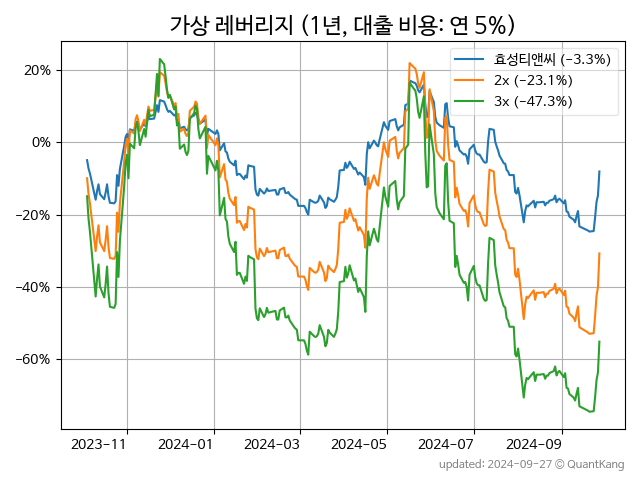 가상 레버리지 (1년, 대출 비용: 연 5%)
효성티앤씨 (−3.3%)
2x (−23.1%)
3x (−47.3%)
20%
0%
−20%
−40%
−60%
2023-11
2024-01
2024-03
2024-05
2024-07
2024-09
updated: 2024-09-27 © QuantKang